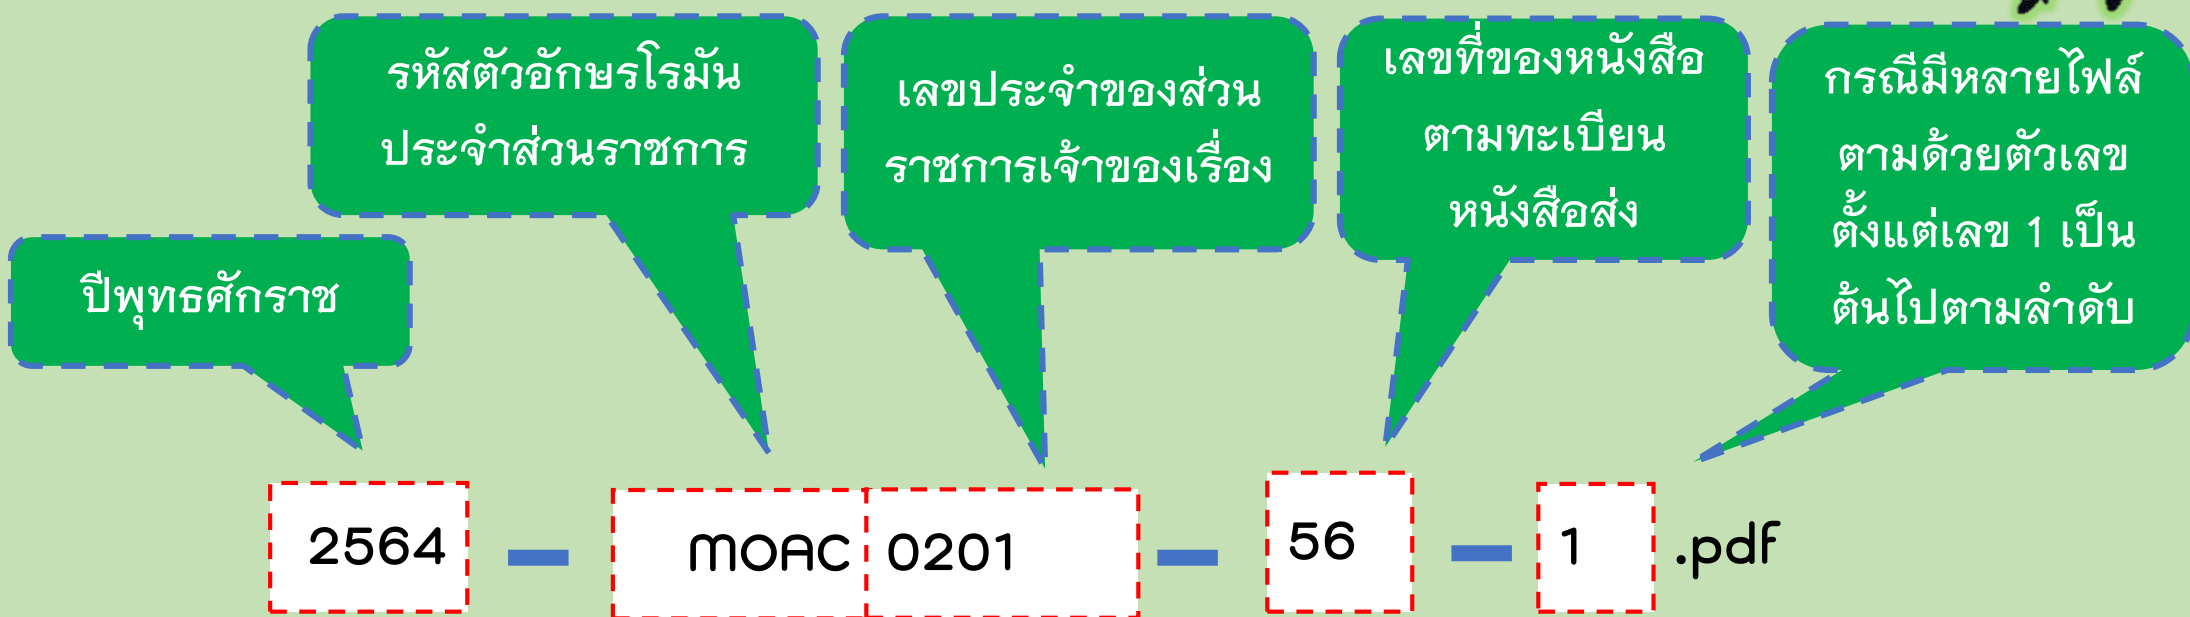 รหัสตัวอักษรโรมัน
ประจำส่วนราชการ
เลขประจำของส่วน
ราชการเจ้าของเรื่อง
เลขที่ของหนังสือ
ตามทะเบียน
หนังสือส่ง
กรณีมีหลายไฟล์
ตามด้วยตัวเลข
ตั้งแต่เลข 1 เป็น
ต้นไปตามลำดับ
ปีพุทธศักราช
2564 - MOAC 0201 - 56 - 1 .pdf